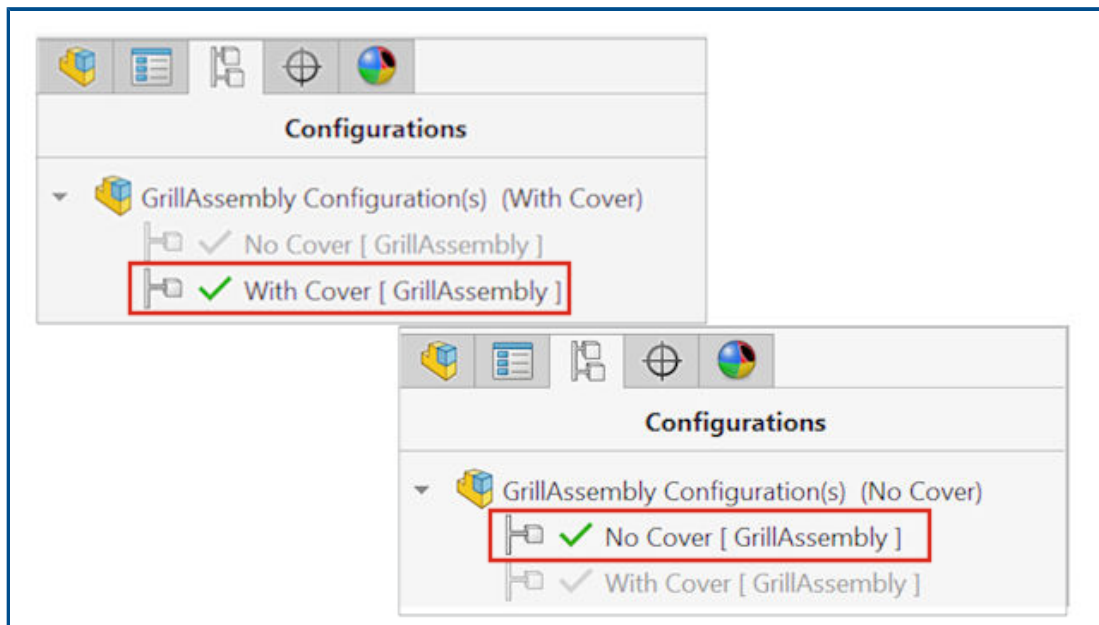 Configurations
GrillAssembly Configuration(s) (With Cover)
No Cover [ GrillAssembly ]
With Cover [ GrillAssembly ]
Configurations
GrillAssembly Configuration(s) (No Cover)
No Cover [ GrillAssembly ]
With Cover [ GrillAssembly ]